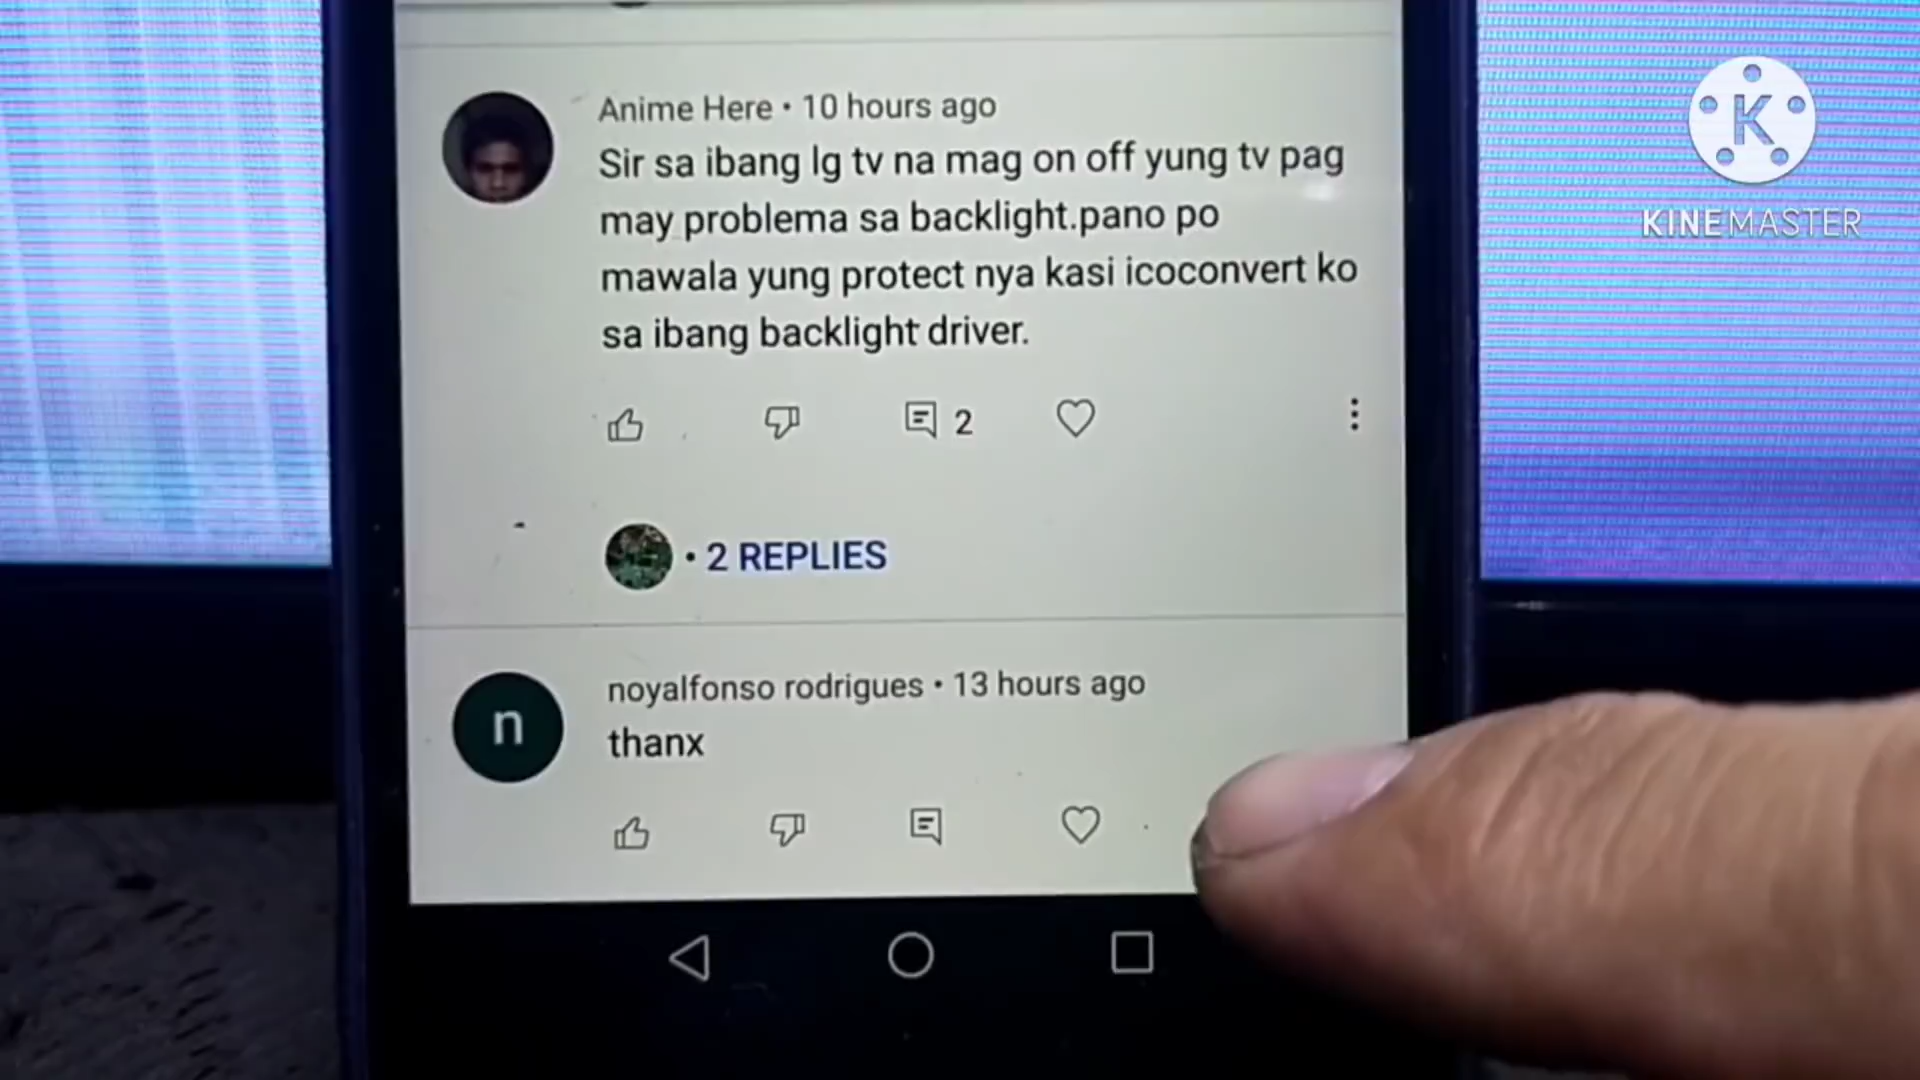 Anime Here • 10 hours ago
Sir sa ibang lg tv na mag on off yung tv pag
may problema sa backlight.pano po
mawala yung protect nya kasi icoconvert ko
sa ibang backlight driver.
2
• 2 REPLIES
n
noyalfonso rodrigues • 13 hours ago
thanx
K
KINEMASTER